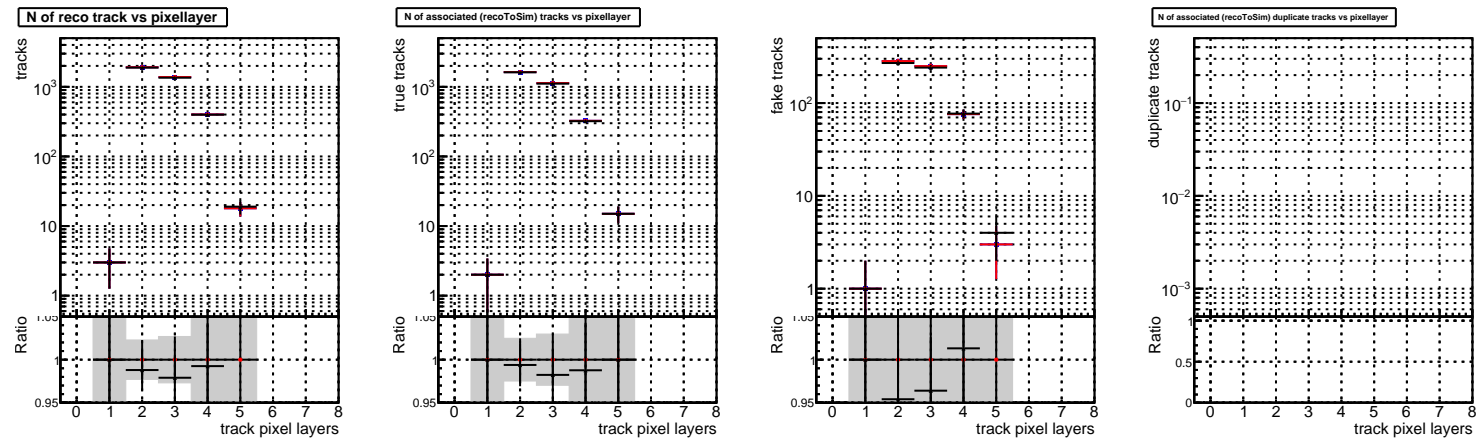 N of reco track vs pixellayer
tracks
10³
10²
10
1
Ratio
1.05
1
0.95
0 1 2 3 4 5 6 7 8
track pixel layers
N of associated (recoToSim) tracks vs pixellayer
true tracks
10³
10²
10
1
Ratio
1.05
1
0.95
0 1 2 3 4 5 6 7 8
track pixel layers
fake tracks
10²
10
1
Ratio
1.05
1
0.95
0 1 2 3 4 5 6 7 8
track pixel layers
N of associated (recoToSim) duplicate tracks vs pixellayer
duplicate tracks
10⁻¹
10⁻²
10⁻³
Ratio
1
0.5
0
0 1 2 3 4 5 6 7 8
track pixel layers